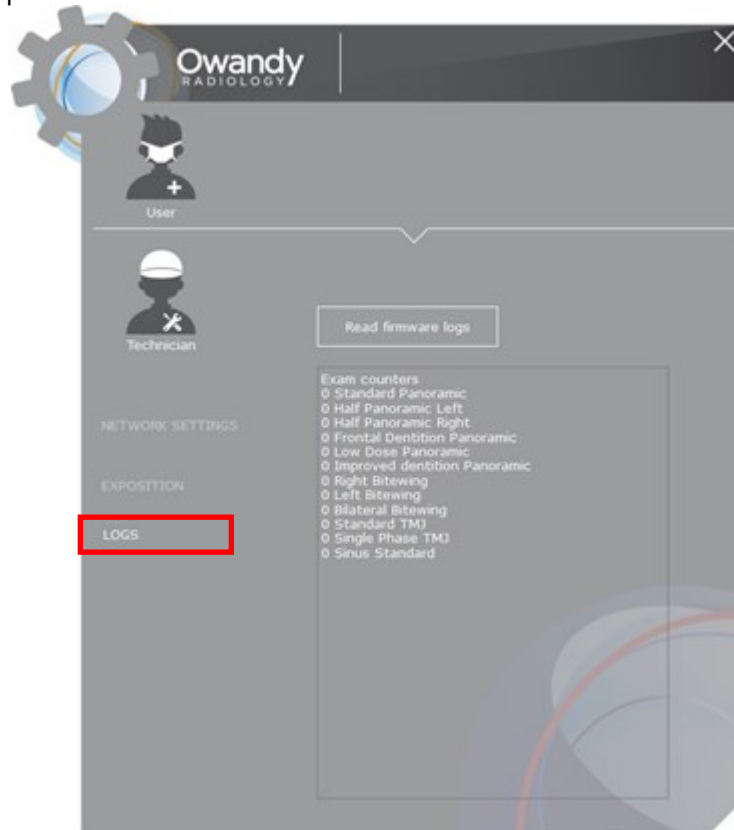 Owandy
RADIOLOGY
User
Technician
Read firmware logs
NETWORK SETTINGS
EXPOSITION
LOGS
Exam counters
0 Standard Panoramic
0 Half Panoramic Left
0 Half Panoramic Right
0 Frontal Dentition Panoramic
0 Low Dose Panoramic
0 Improved dentition Panoramic
0 Right Bitewing
0 Left Bitewing
0 Bilateral Bitewing
0 Standard TMJ
0 Single Phase TMJ
0 Sinus Standard